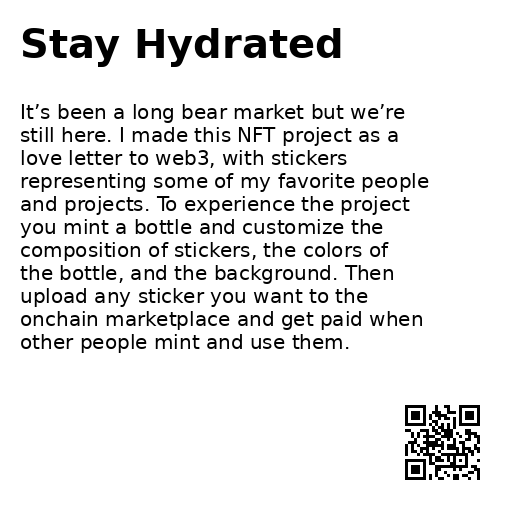 Stay Hydrated
It’s been a long bear market but we’re
still here. I made this NFT project as a
love letter to web3, with stickers
representing some of my favorite people
and projects. To experience the project
you mint a bottle and customize the
composition of stickers, the colors of
the bottle, and the background. Then
upload any sticker you want to the
onchain marketplace and get paid when
other people mint and use them.